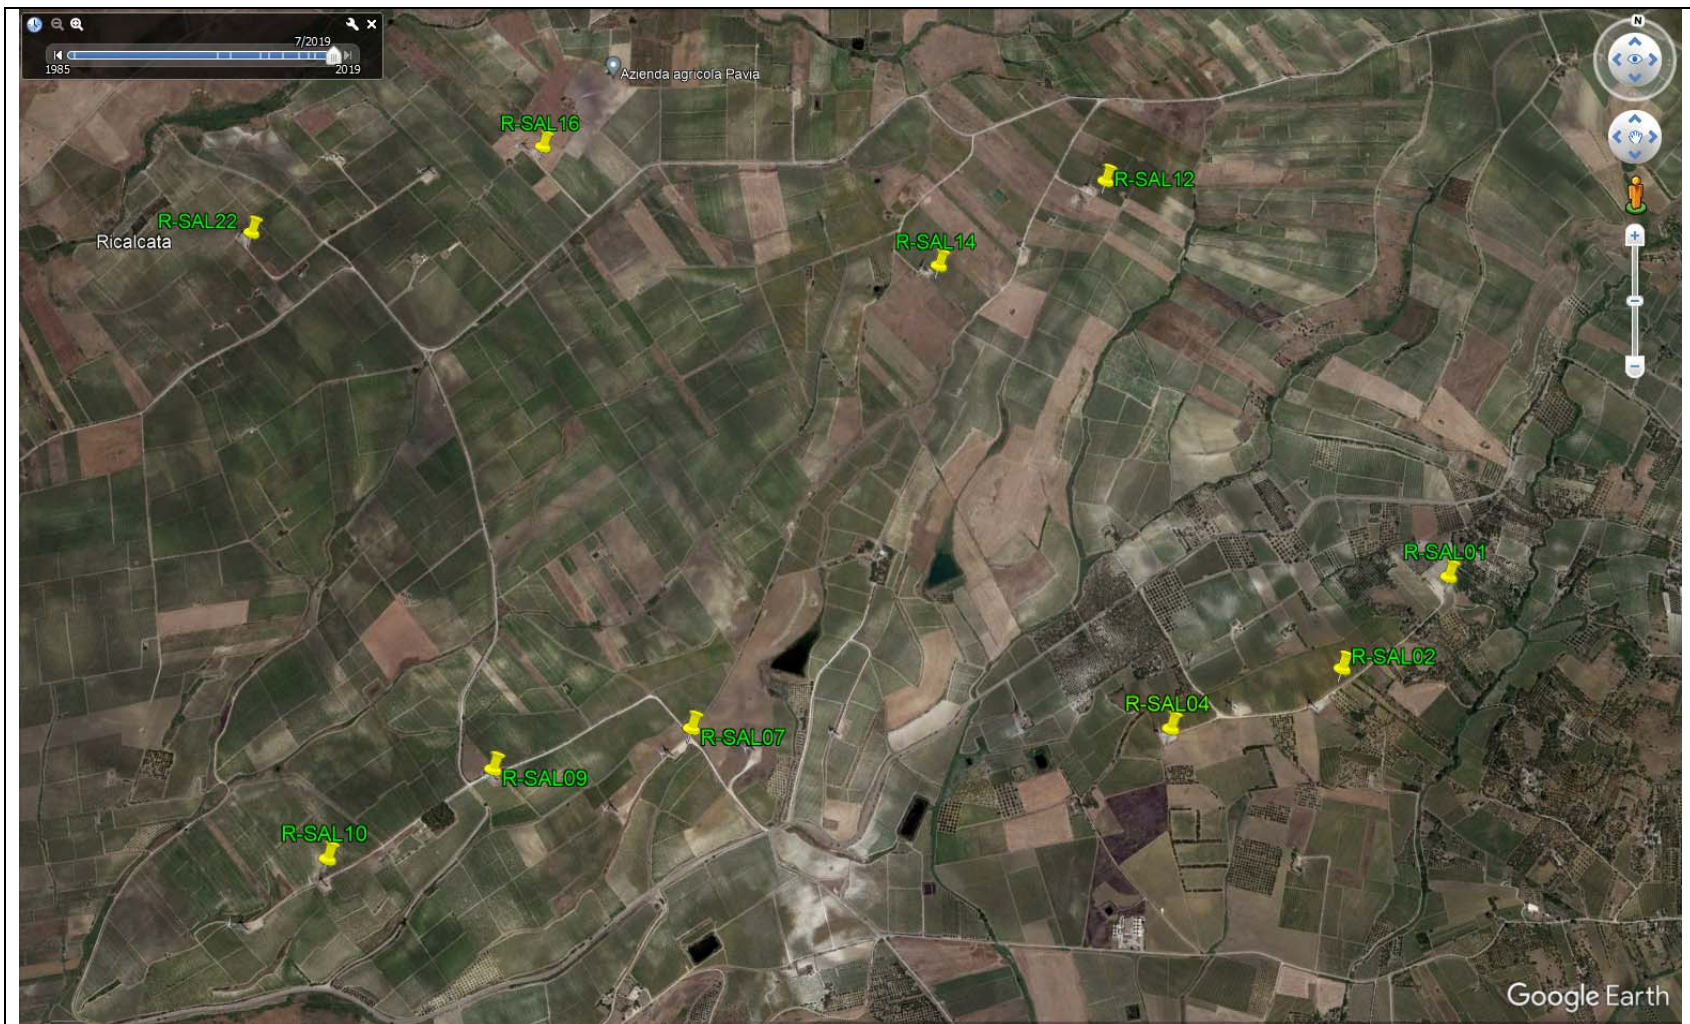 7/2019
1985
2019
N
Azienda agricola Pavia
R-SAL16
R-SAL12
R-SAL22
Ricalcata
R-SAL14
R-SAL01
R-SAL02
R-SAL04
R-SAL07
R-SAL09
R-SAL10
Google Earth